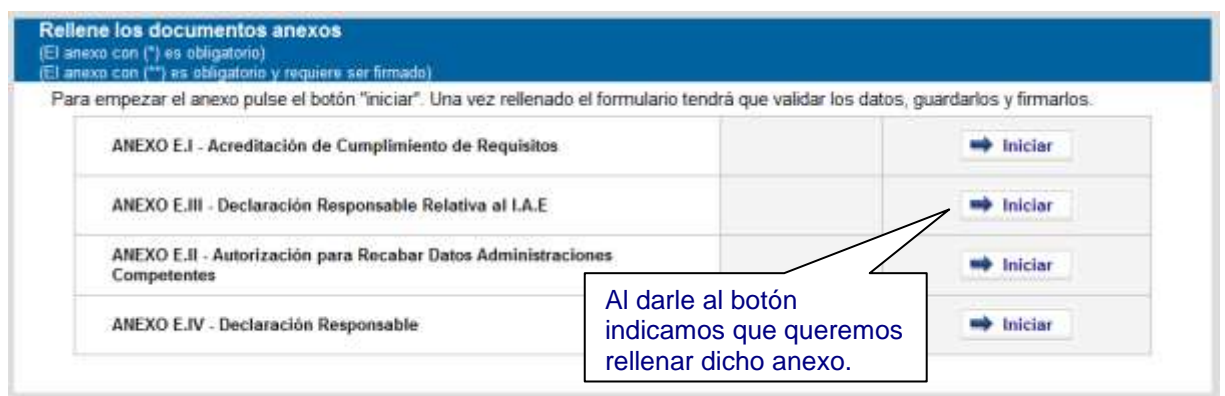 Rellene los documentos anexos
(El anexo con (*) es obligatorio)
(El anexo con (**) es obligatorio y requiere ser firmado)
Para empezar el anexo pulse el botón "iniciar". Una vez rellenado el formulario tendrá que validar los datos, guardarlos y firmarlos.
ANEXO E.I - Acreditación de Cumplimiento de Requisitos
Iniciar
ANEXO E.III - Declaración Responsable Relativa al I.A.E
Iniciar
ANEXO E.II - Autorización para Recabar Datos Administraciones
Competentes
Iniciar
ANEXO E.IV - Declaración Responsable
Iniciar
Al darle al botón
indicamos que queremos
rellenar dicho anexo.